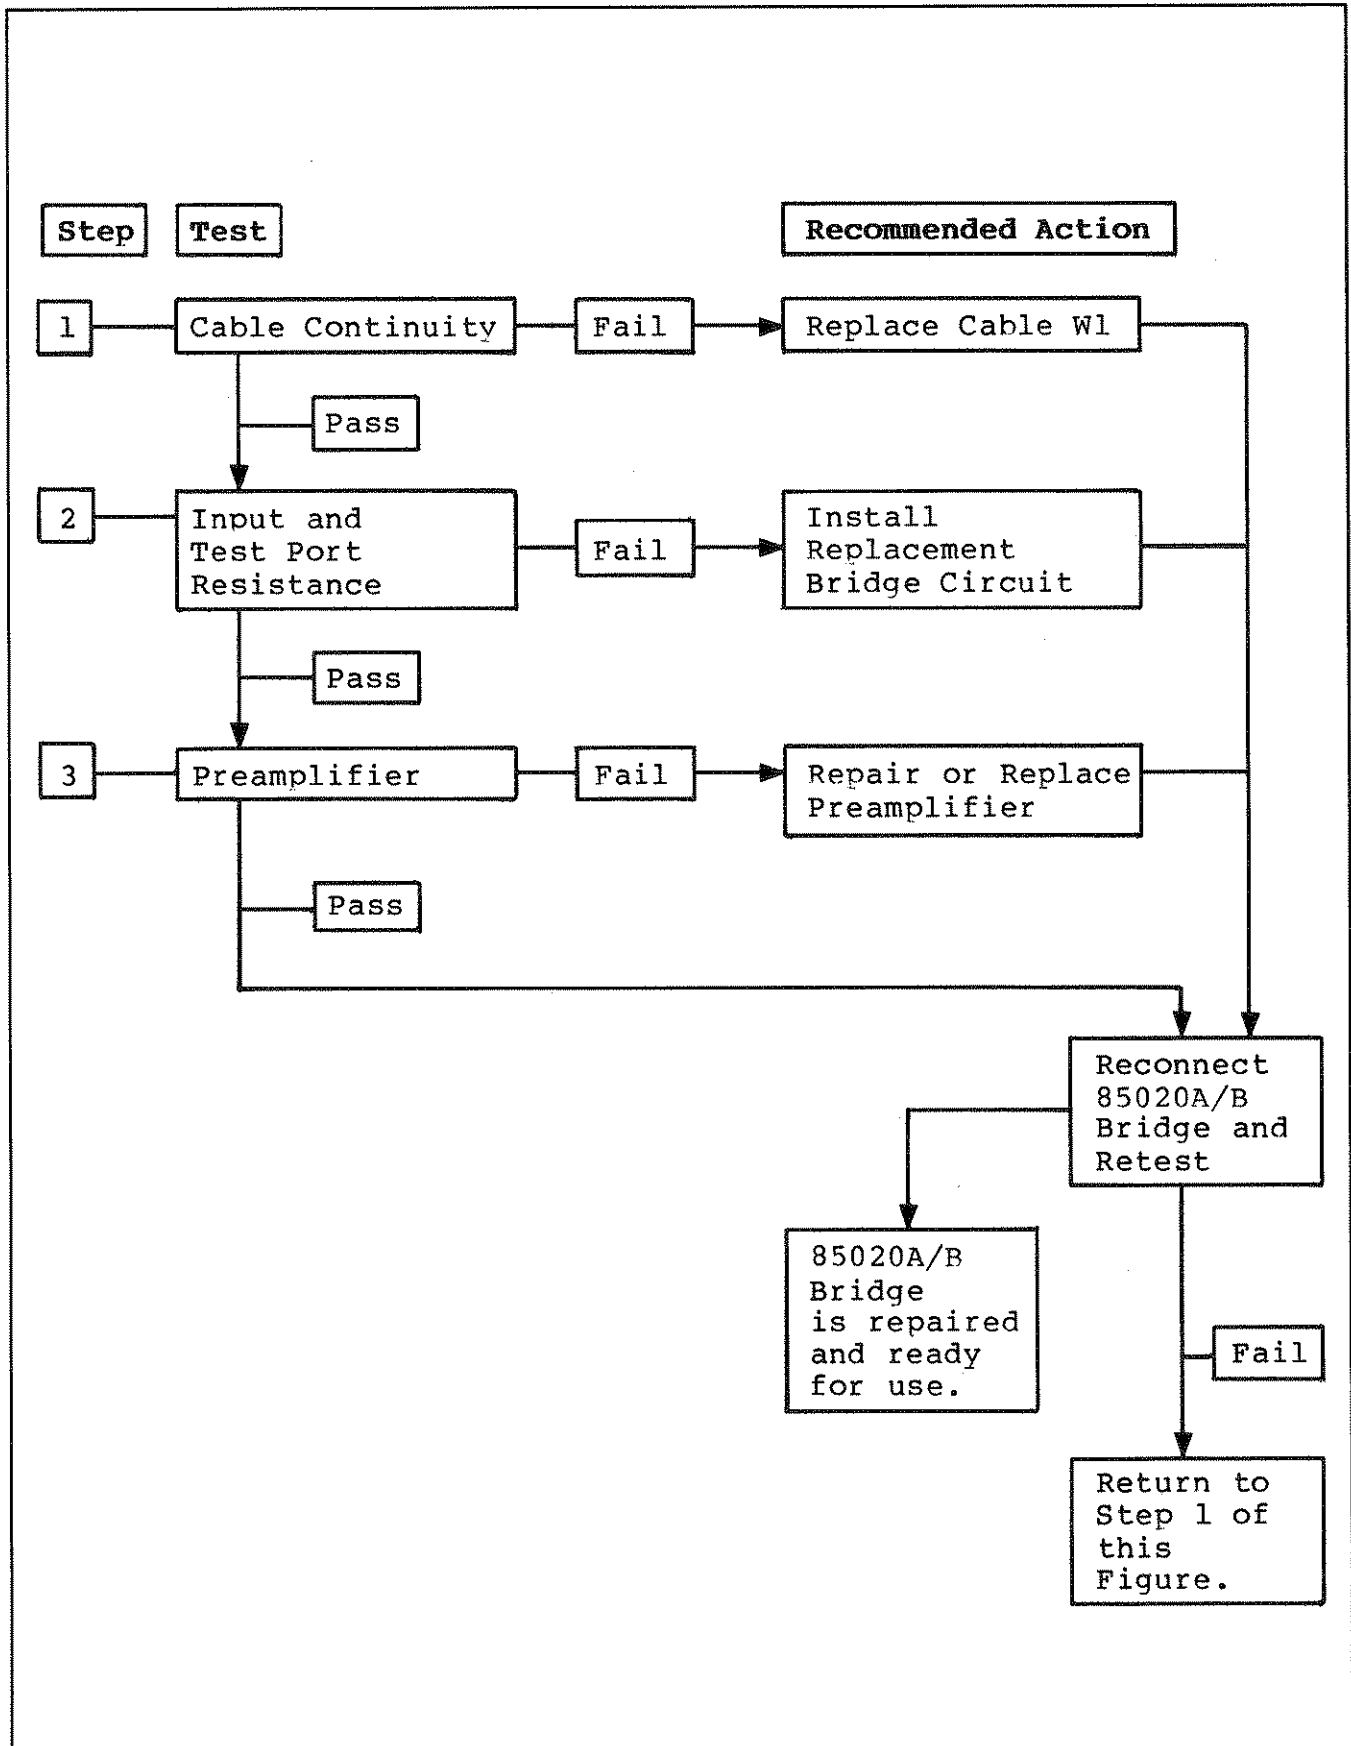 Step Test Recommended Action
1 Cable Continuity Fail Replace Cable W1
Pass
2 Input and
Test Port
Resistance
Fail
Install
Replacement
Bridge Circuit
Pass
3 Preamplifier Fail
Repair or Replace
Preamplifier
Pass
Reconnect
85020A/B
Bridge and
Retest
85020A/B
Bridge
is repaired
and ready
for use.
Fail
Return to
Step 1 of
this
Figure.